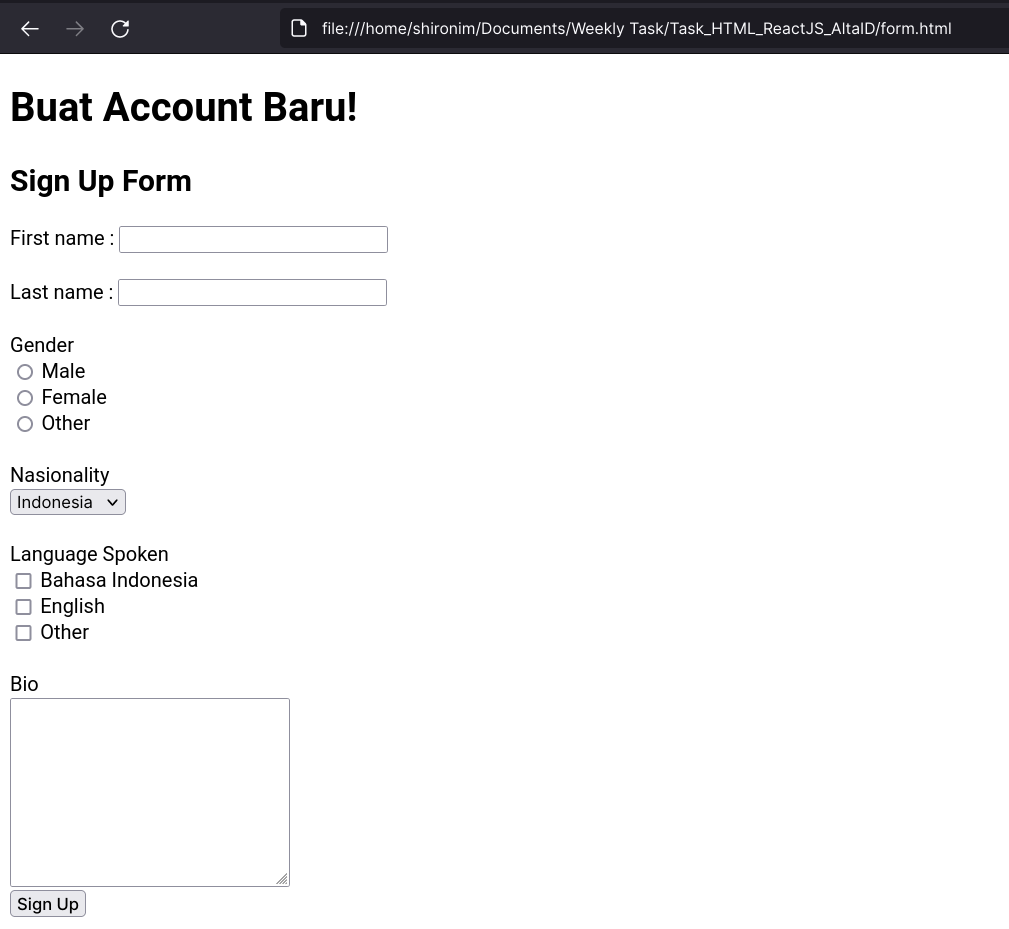 file:///home/shironim/Documents/Weekly Task/Task_HTML_ReactJS_AltaID/form.html
Buat Account Baru!
Sign Up Form
First name :
Last name :
Gender
Male
Female
Other
Nasionality
Indonesia
Language Spoken
Bahasa Indonesia
English
Other
Bio
Sign Up